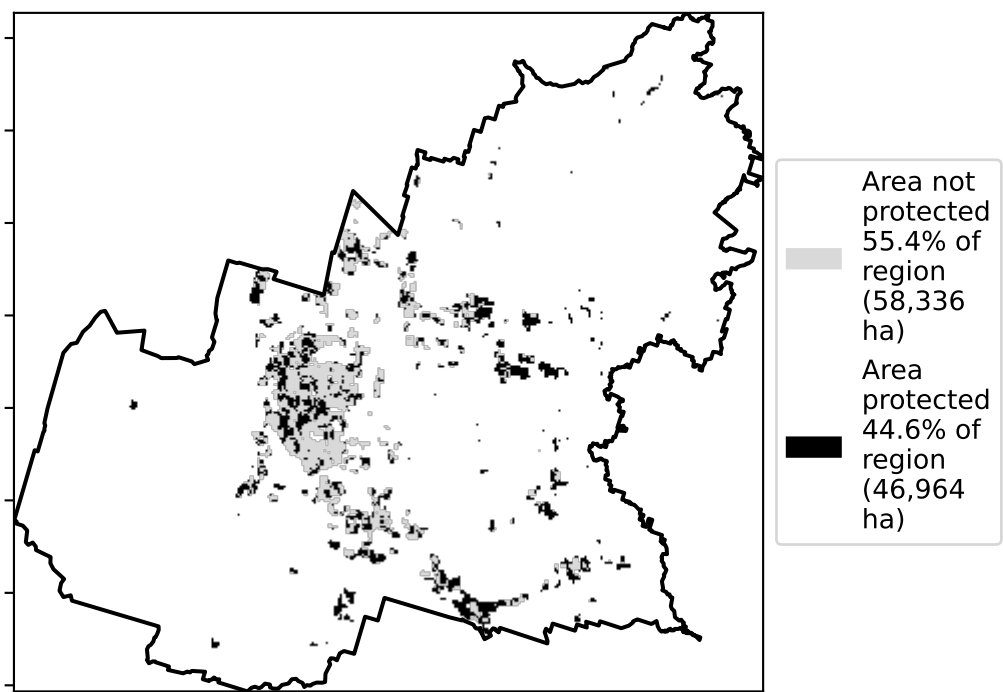 Area not
protected
55.4% of
region
(58,336
ha)
Area
protected
44.6% of
region
(46,964
ha)